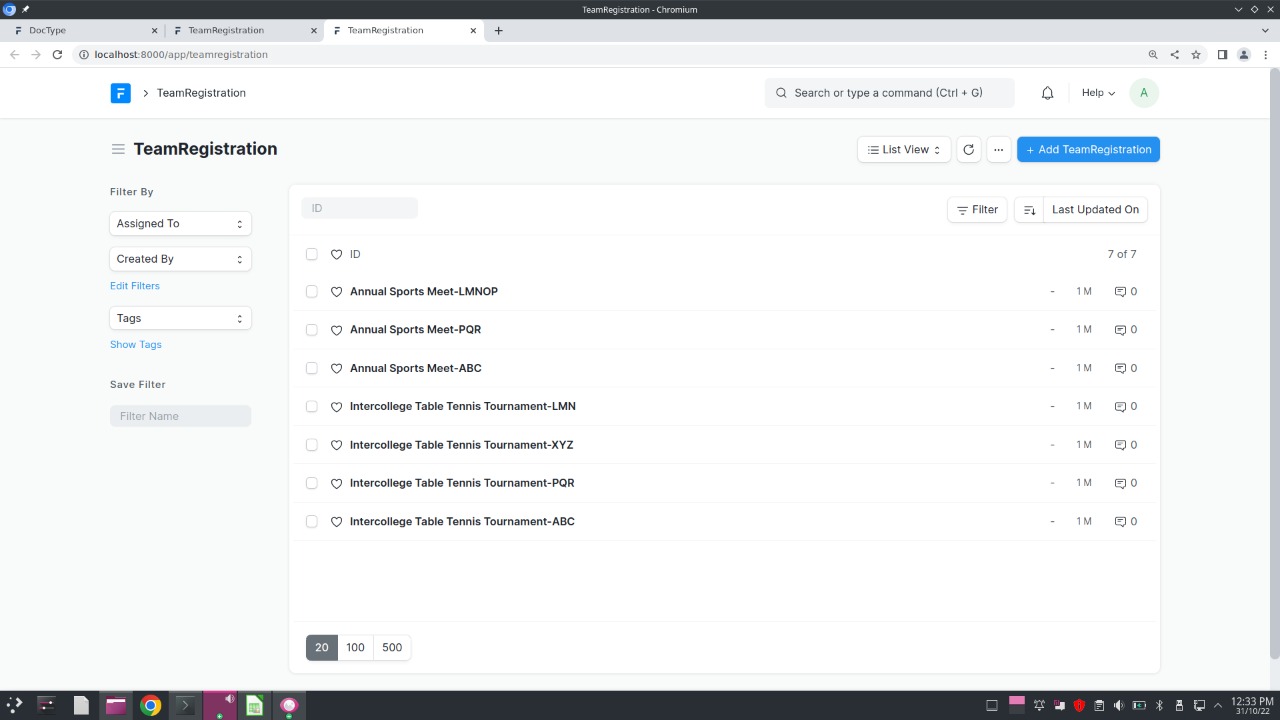 TeamRegistration - Chromium
DocType
TeamRegistration
TeamRegistration
localhost:8000/app/teamregistration
TeamRegistration
Search or type a command (Ctrl + G)
Help
A
TeamRegistration
List View
+ Add TeamRegistration
Filter By
Assigned To
Created By
Edit Filters
Tags
Show Tags
Save Filter
Filter Name
ID
Filter
Last Updated On
ID 7 of 7
Annual Sports Meet-LMNOP - 1 M 0
Annual Sports Meet-PQR - 1 M 0
Annual Sports Meet-ABC - 1 M 0
Intercollege Table Tennis Tournament-LMN - 1 M 0
Intercollege Table Tennis Tournament-XYZ - 1 M 0
Intercollege Table Tennis Tournament-PQR - 1 M 0
Intercollege Table Tennis Tournament-ABC - 1 M 0
20 100 500
12:33 PM
31/10/22